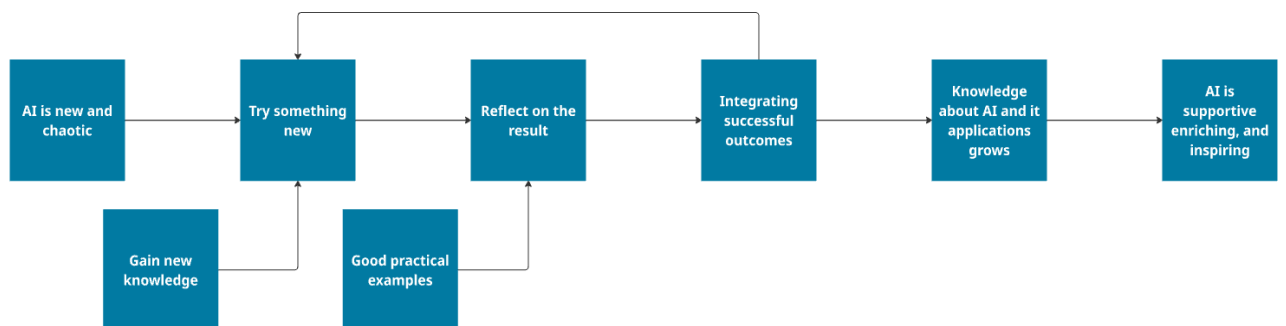 AI is new and
chaotic
Try something
new
Reflect on the
result
Integrating
successful
outcomes
Knowledge
about AI and it
applications
grows
AI is
supportive
enriching, and
inspiring
Gain new
knowledge
Good practical
examples